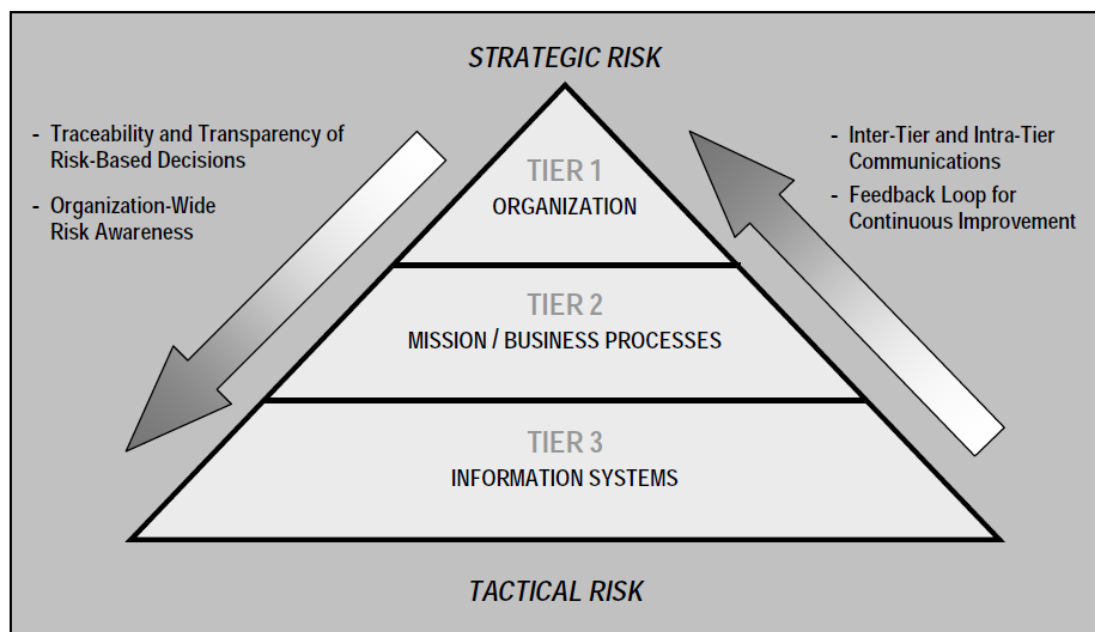 STRATEGIC RISK
- Traceability and Transparency of
Risk-Based Decisions
- Organization-Wide
Risk Awareness
- Inter-Tier and Intra-Tier
Communications
- Feedback Loop for
Continuous Improvement
TIER 1
ORGANIZATION
TIER 2
MISSION / BUSINESS PROCESSES
TIER 3
INFORMATION SYSTEMS
TACTICAL RISK